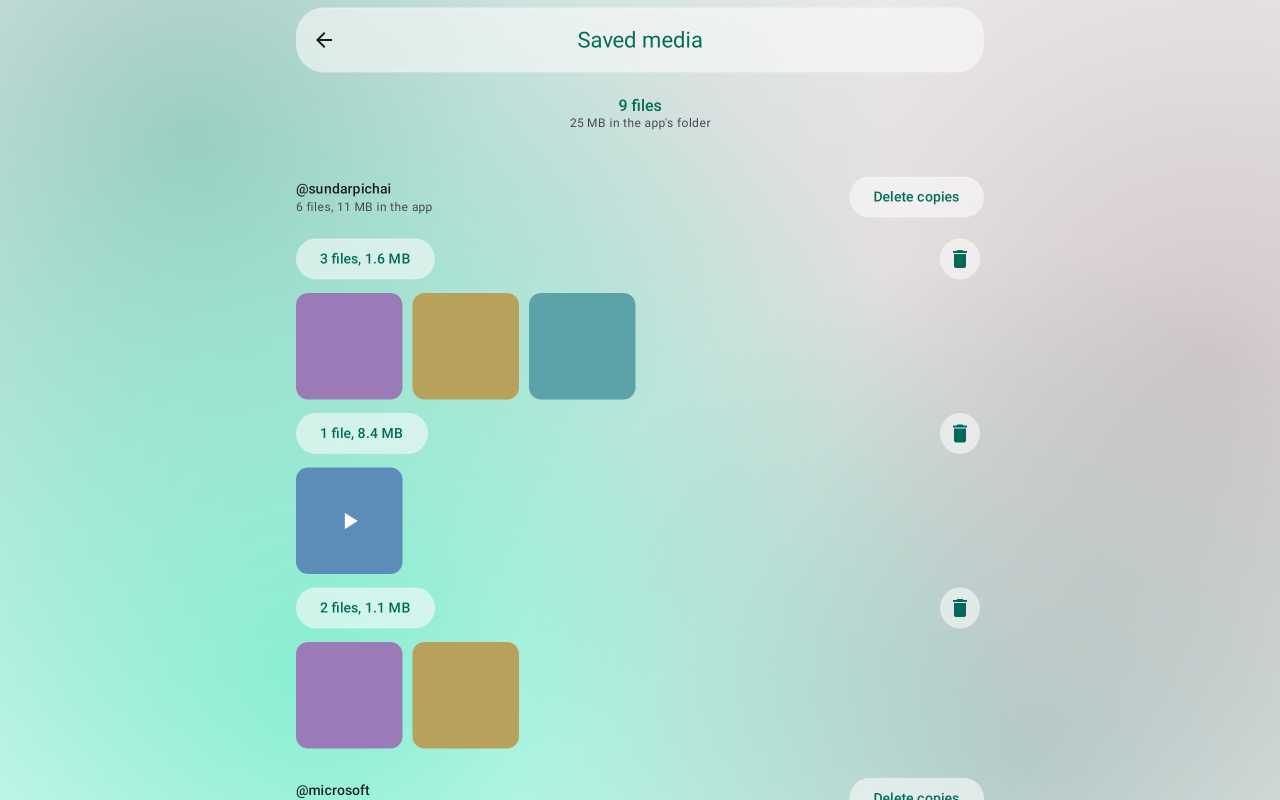 Saved media
9 files
25 MB in the app's folder
@sundarpichai
6 files, 11 MB in the app
Delete copies
3 files, 1.6 MB
1 file, 8.4 MB
2 files, 1.1 MB
@microsoft
Delete copies